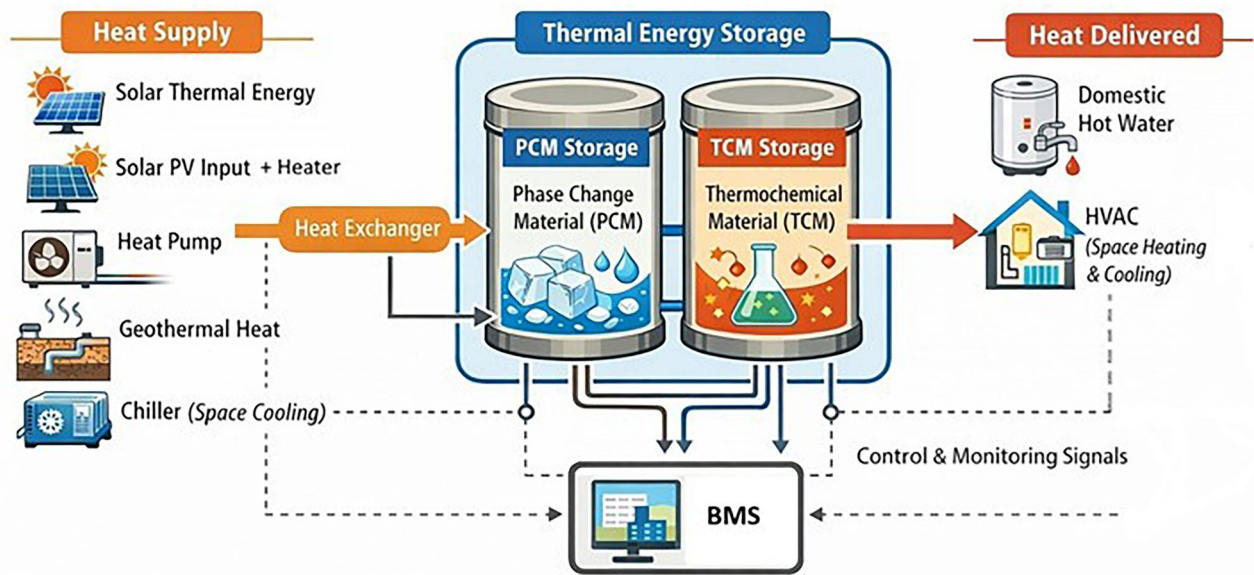 Heat Supply
Solar Thermal Energy
Solar PV Input + Heater
Heat Pump
Geothermal Heat
Chiller (Space Cooling)
Heat Exchanger
Thermal Energy Storage
PCM Storage
Phase Change
Material (PCM)
TCM Storage
Thermochemical
Material (TCM)
Heat Delivered
Domestic
Hot Water
HVAC
(Space Heating
& Cooling)
Control & Monitoring Signals
BMS